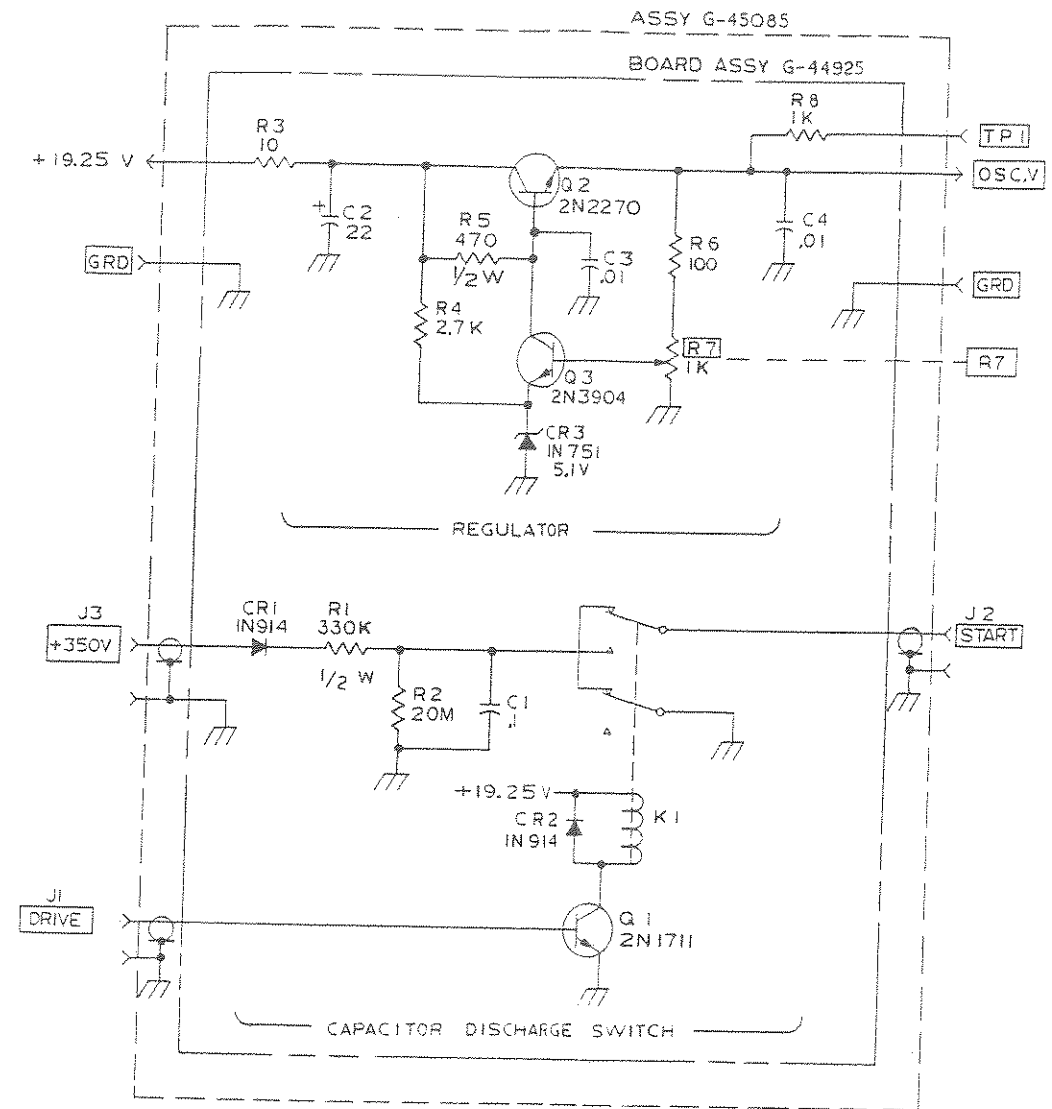 ASSY G-45085
BOARD ASSY G-44925
R8
1K
TP1
R3
10
+19.25 V
OSC.V
Q2
2N2270
+
C2
22
R5
470
1/2 W
C3
.01
R6
100
C4
.01
GRD
GRD
R4
2.7K
R7
1K
R7
Q3
2N3904
CR3
IN751
5.1V
REGULATOR
J3
+350V
CR1
IN914
R1
330K
1/2 W
J2
START
R2
20M
C1
.1
+19.25V
CR2
IN914
K1
J1
DRIVE
Q1
2N1711
CAPACITOR DISCHARGE SWITCH